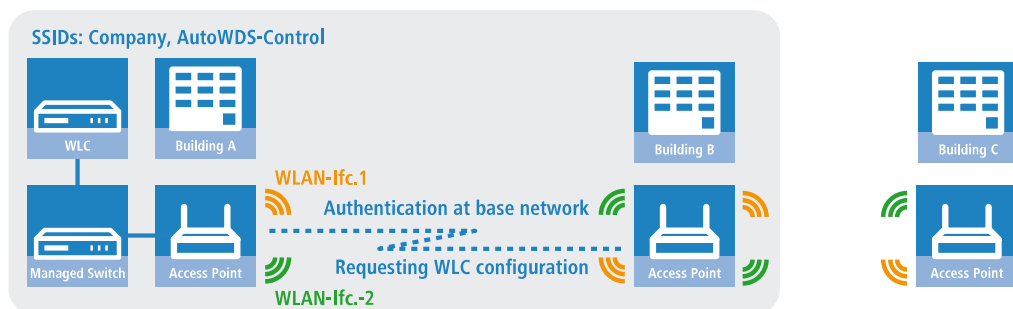 SSIDs: Company, AutoWDS-Control
WLC
Building A
Building B
Building C
WLAN-Ifc.1
Authentication at base network
Requesting WLC configuration
Managed Switch
Access Point
Access Point
Access Point
WLAN-Ifc.-2